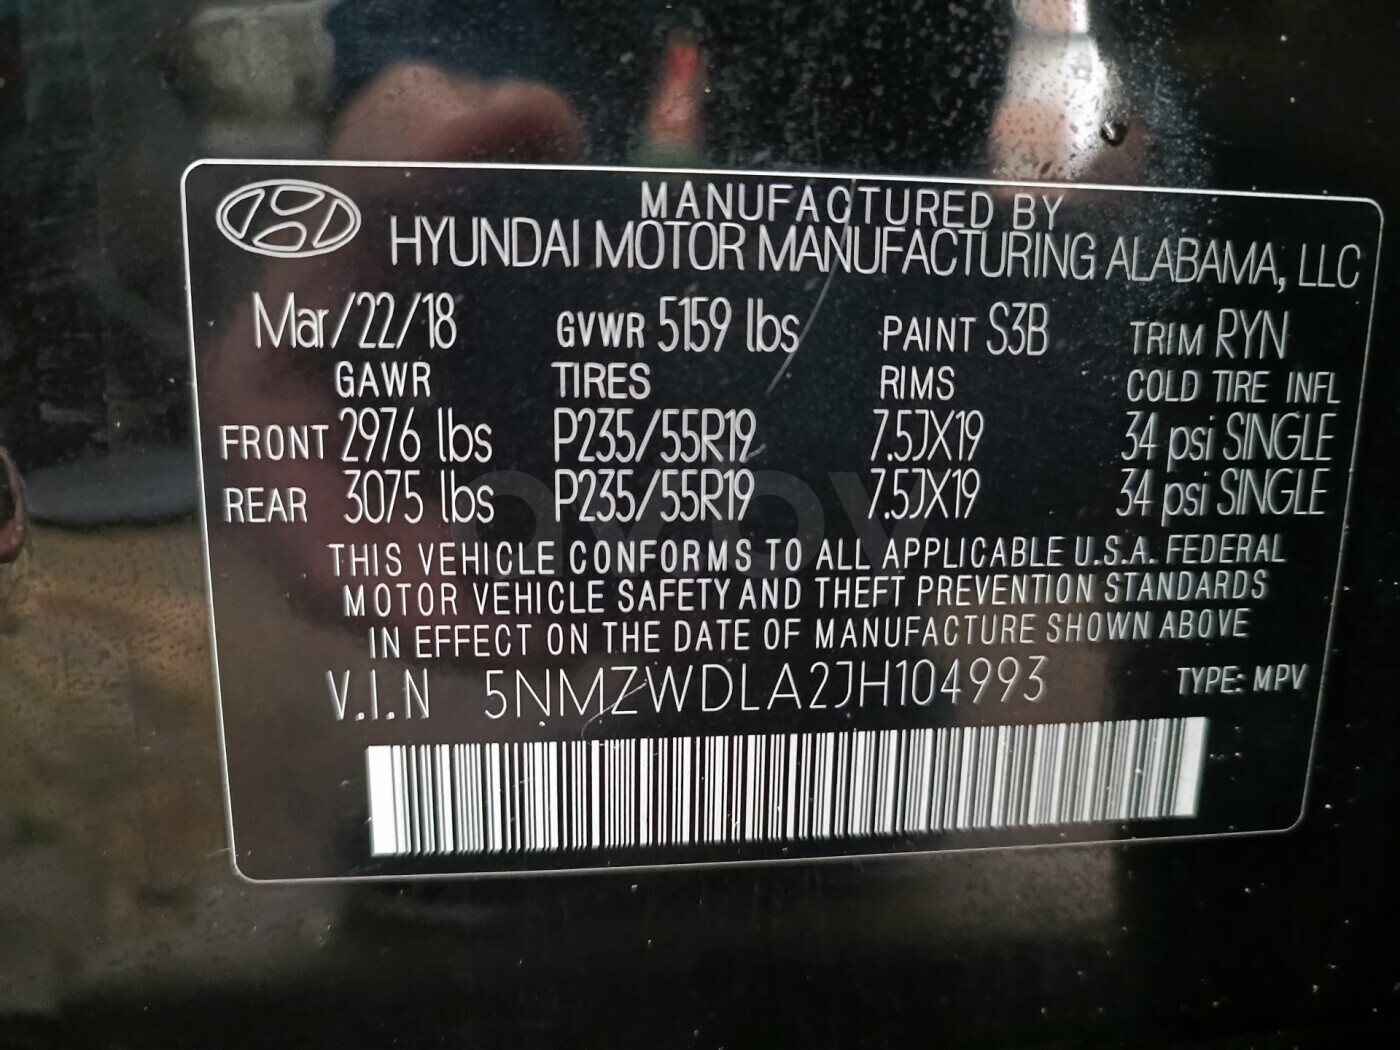 MANUFACTURED BY
HYUNDAI MOTOR MANUFACTURING ALABAMA, LLC
Mar/22/18 GVWR 5159 lbs PAINT S3B TRIM RYN
GAWR TIRES RIMS COLD TIRE INFL
FRONT 2976 lbs P235/55R19 7.5JX19 34 psi SINGLE
REAR 3075 lbs P235/55R19 7.5JX19 34 psi SINGLE
ovoy
THIS VEHICLE CONFORMS TO ALL APPLICABLE U.S.A. FEDERAL
MOTOR VEHICLE SAFETY AND THEFT PREVENTION STANDARDS
IN EFFECT ON THE DATE OF MANUFACTURE SHOWN ABOVE
V.I.N 5NMZWDLA2JH104993 TYPE: MPV